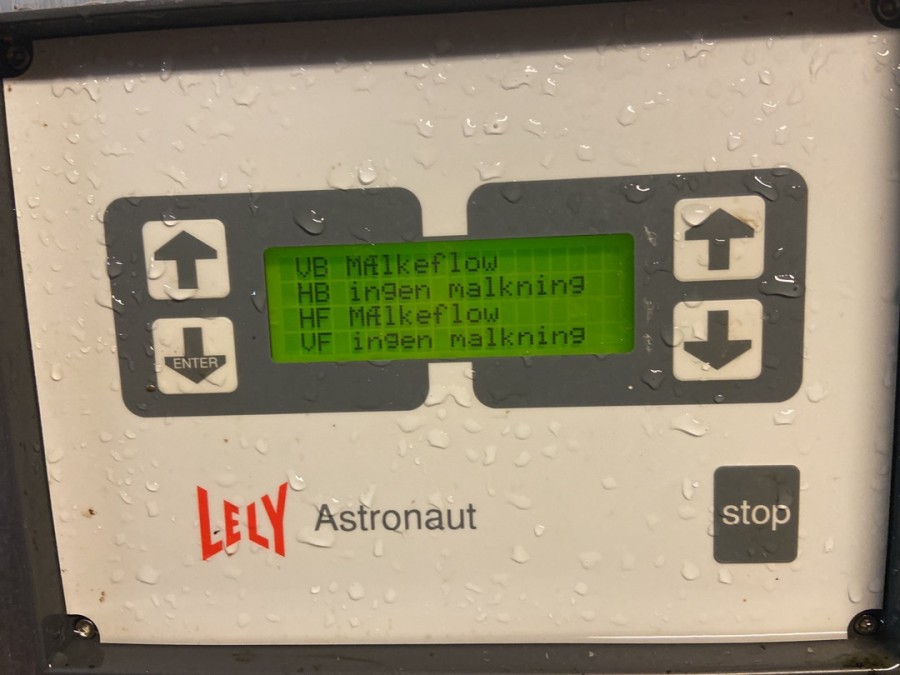 VB MÆlkeflow
HB ingen malkning
HF MÆlkeflow
VF ingen malkning
ENTER
LELY Astronaut
stop